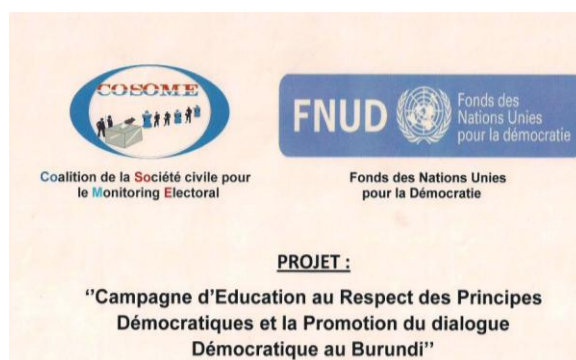 COSOME
Coalition de la Société civile pour
le Monitoring Electoral
FNUD
Fonds des
Nations Unies
pour la démocratie
Fonds des Nations Unies
pour la Démocratie
PROJET :
‘‘Campagne d’Education au Respect des Principes
Démocratiques et la Promotion du dialogue
Démocratique au Burundi’’